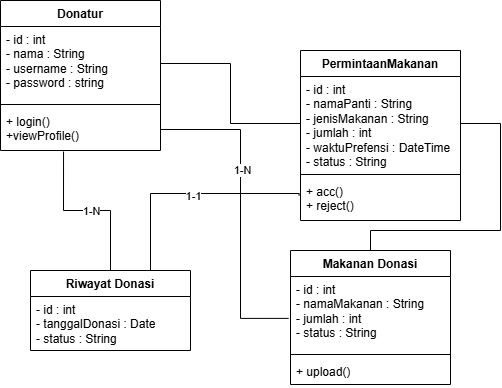 Donatur
- id : int
- nama : String
- username : String
- password : string
+ login()
+viewProfile()
PermintaanMakanan
- id : int
- namaPanti : String
- jenisMakanan : String
- jumlah : int
- waktuPrefensi : DateTime
- status : String
+ acc()
+ reject()
1-N
1-1
1-N
Riwayat Donasi
- id : int
- tanggalDonasi : Date
- status : String
Makanan Donasi
- id : int
- namaMakanan : String
- jumlah : int
- status : String
+ upload()